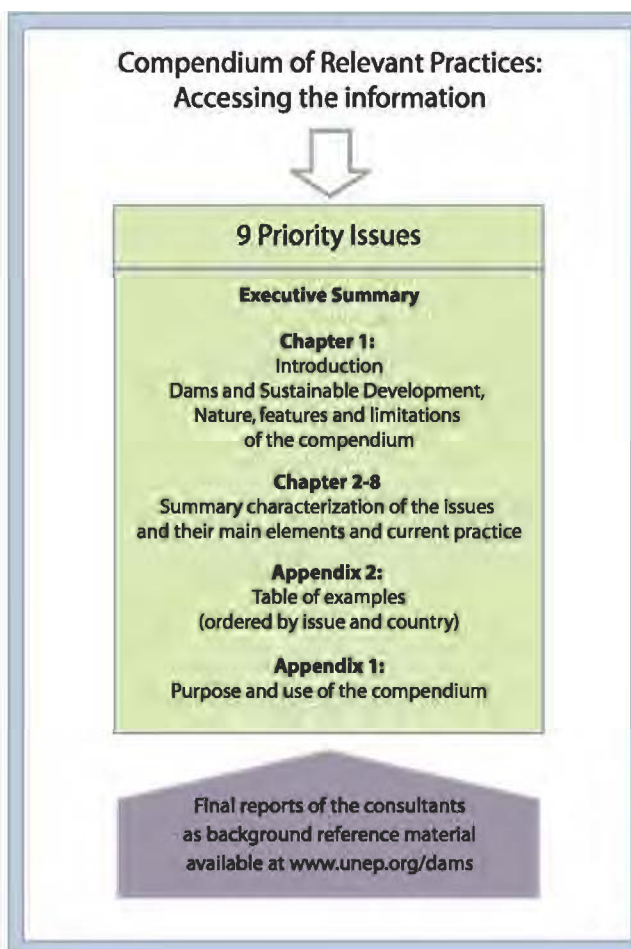 Compendium of Relevant Practices:
Accessing the information
9 Priority Issues
Executive Summary
Chapter 1:
Introduction
Dams and Sustainable Development,
Nature, features and limitations
of the compendium
Chapter 2-8
Summary characterization of the issues
and their main elements and current practice
Appendix 2:
Table of examples
(ordered by issue and country)
Appendix 1:
Purpose and use of the compendium
Final reports of the consultants
as background reference material
available at www.unep.org/dams